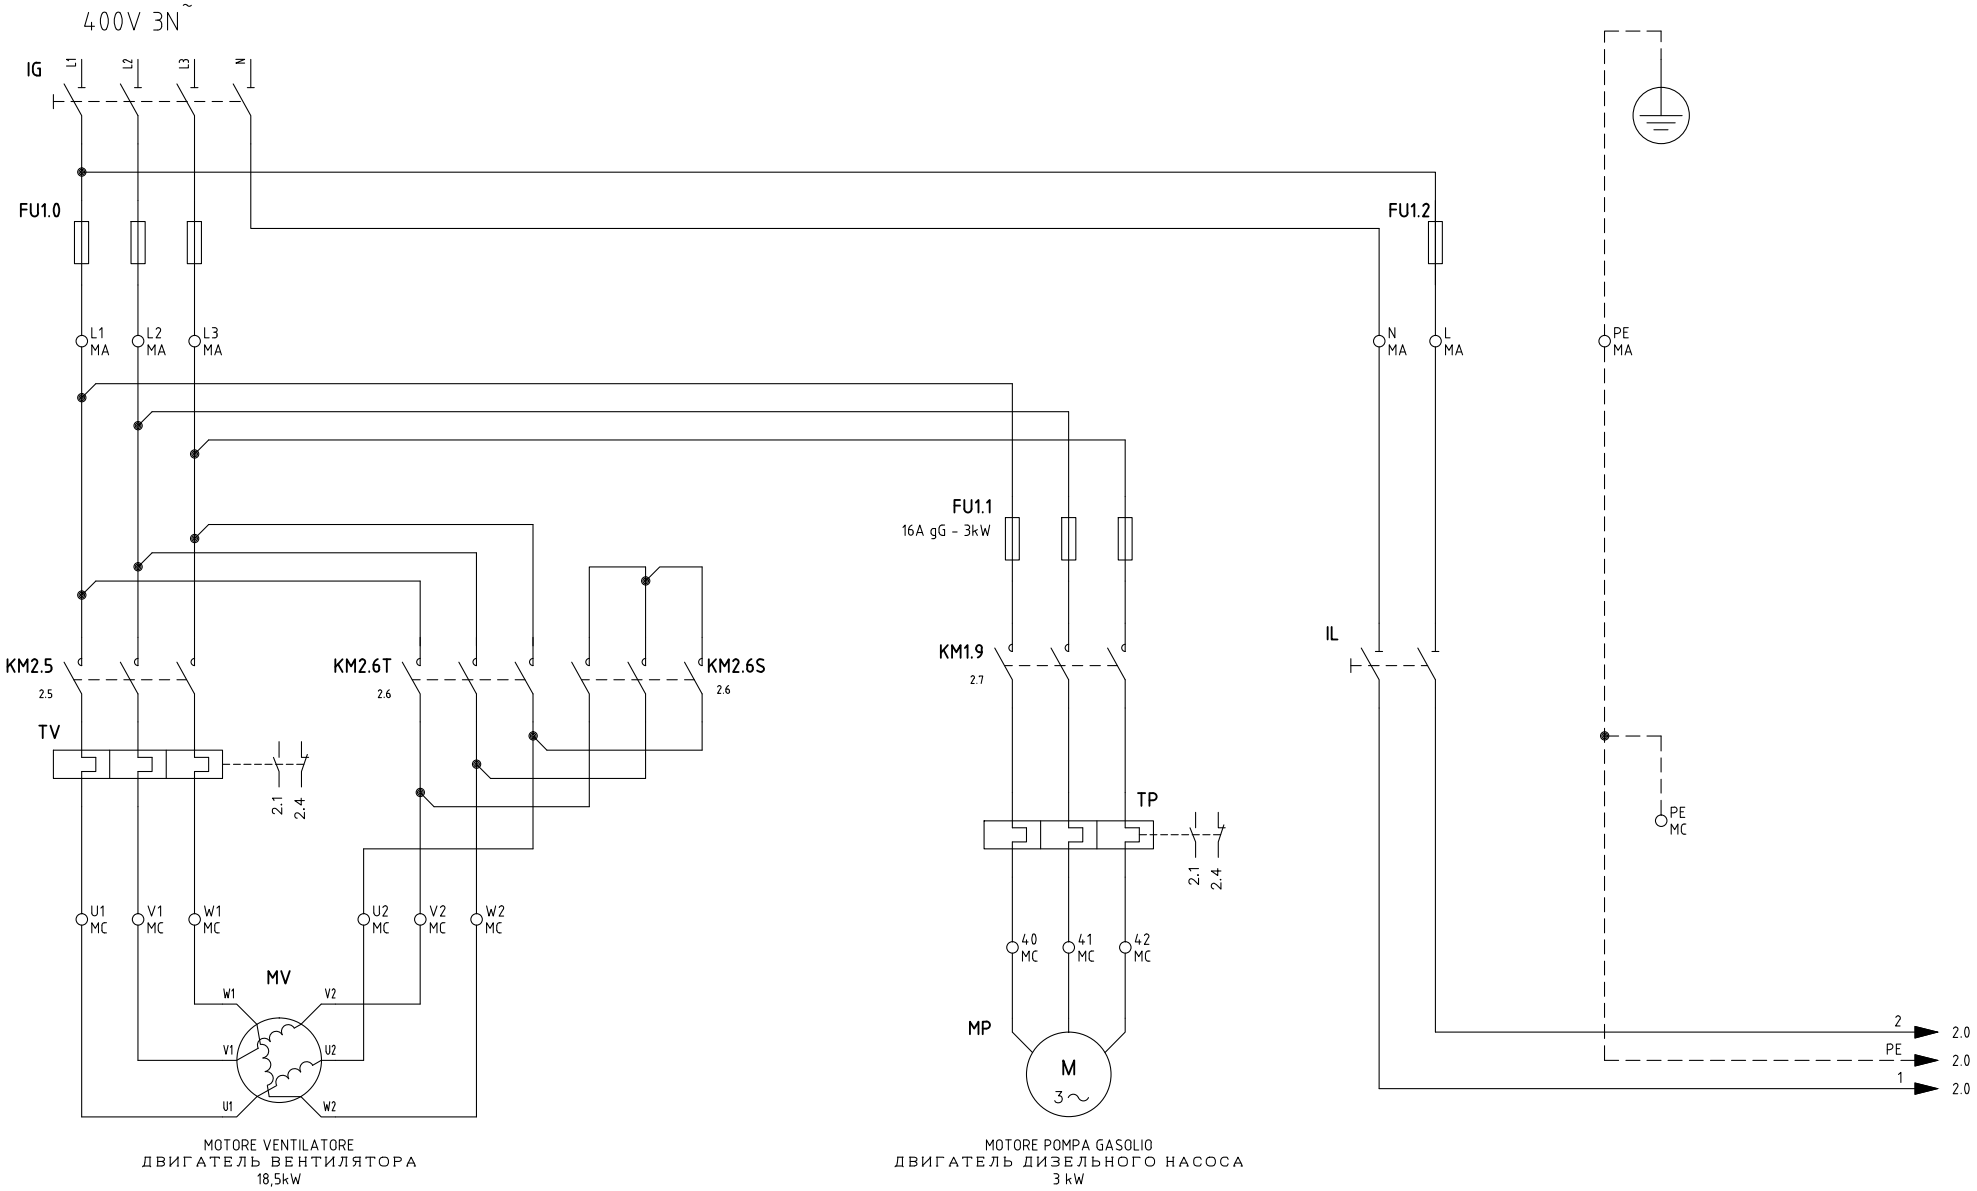 400V 3N~
IG
L1
L2
L3
N
FU1.0
FU1.2
L1
MA
L2
MA
L3
MA
N
MA
L
MA
PE
MA
FU1.1
16A gG - 3kW
KM2.5
2.5
KM2.6T
2.6
KM2.6S
2.6
KM1.9
2.7
IL
TV
2.1
2.4
TP
2.1
2.4
PE
MC
U1
MC
V1
MC
W1
MC
U2
MC
V2
MC
W2
MC
40
MC
41
MC
42
MC
MV
W1
V2
V1
U2
U1
W2
MP
M
3~
2
2.0
PE
2.0
1
2.0
MOTORE VENTILATORE
ДВИГАТЕЛЬ ВЕНТИЛЯТОРА
18,5kW
MOTORE POMPA GASOLIO
ДВИГАТЕЛЬ ДИЗЕЛЬНОГО НАСОСА
3 kW